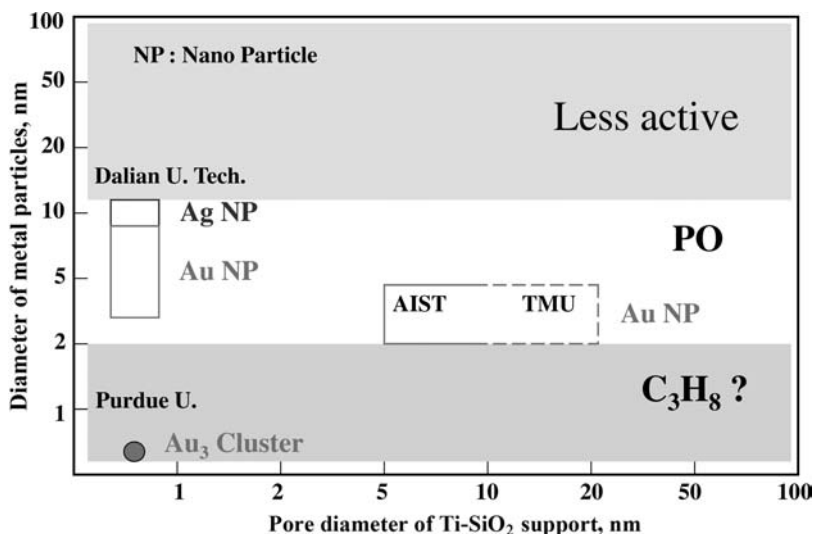 100
NP : Nano Particle
50
Less active
20
Dalian U. Tech.
10
Ag NP
PO
Au NP
5
AIST
TMU
Au NP
2
C₃H₈ ?
Purdue U.
1
Au₃ Cluster
1 2 5 10 20 50 100
Pore diameter of Ti-SiO₂ support, nm
Diameter of metal particles, nm